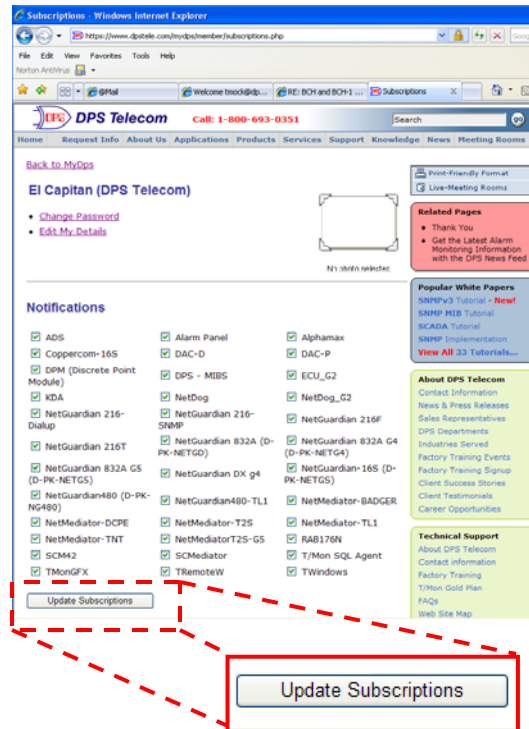 Subscriptions - Windows Internet Explorer
https://www.dpstele.com/mydps/member/subscriptions.php
File Edit View Favorites Tools Help
Norton AntiVirus
@Mail
Welcome tmock@dp...
RE: BCH and BCH-1 ...
Subscriptions
DPS DPS Telecom Call: 1-800-693-0351 Search
Home Request Info About Us Applications Products Services Support Knowledge News Meeting Rooms
Back to MyDps
El Capitan (DPS Telecom)
• Change Password
• Edit My Details
No photo selected
Notifications
ADS Alarm Panel Alphamax
Coppercom-16S DAC-D DAC-P
DPM (Discrete Point Module) DPS - MIBS ECU_G2
KDA NetDog NetDog_G2
NetGuardian 216-Dialup NetGuardian 216-SNMP NetGuardian 216F
NetGuardian 216T NetGuardian 832A (D-PK-NETGD) NetGuardian 832A G4 (D-PK-NETG4)
NetGuardian 832A G5 (D-PK-NETG5) NetGuardian DX g4 NetGuardian-16S (D-PK-NETGS)
NetGuardian480 (D-PK-NG480) NetGuardian480-TL1 NetMediator-BADGER
NetMediator-DCPE NetMediator-T2S NetMediator-TL1
NetMediator-TNT NetMediatorT2S-G5 RAB176N
SCM42 SCMediator T/Mon SQL Agent
TMonGFX TRemoteW TWindows
Update Subscriptions
Print-Friendly Format
Live-Meeting Rooms
Related Pages
• Thank You
• Get the Latest Alarm
Monitoring Information
with the DPS News Feed
Popular White Papers
SNMPv3 Tutorial - New!
SNMP MIB Tutorial
SCADA Tutorial
SNMP Implementation
View All 33 Tutorials...
About DPS Telecom
Contact Information
News & Press Releases
Sales Representatives
DPS Departments
Industries Served
Factory Training Events
Factory Training Signup
Client Success Stories
Client Testimonials
Career Opportunities
Technical Support
About DPS Telecom
Contact information
Factory Training
T/Mon Gold Plan
FAQs
Web Site Map
Update Subscriptions